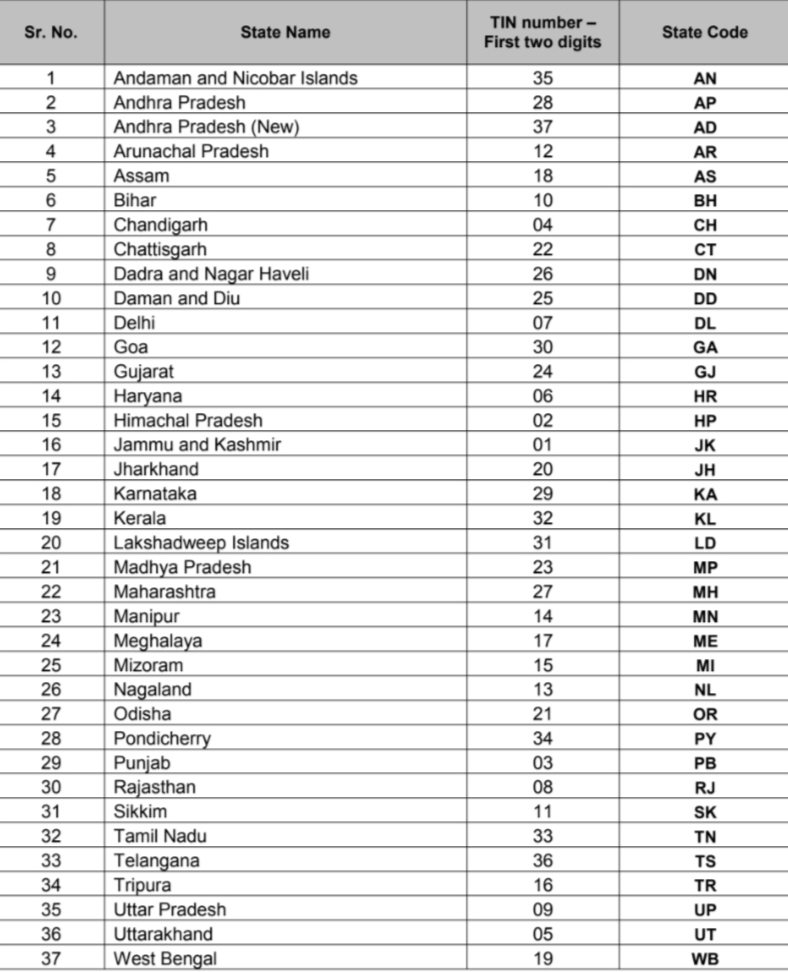 Sr. No. State Name TIN number – First two digits State Code
1 Andaman and Nicobar Islands 35 AN
2 Andhra Pradesh 28 AP
3 Andhra Pradesh (New) 37 AD
4 Arunachal Pradesh 12 AR
5 Assam 18 AS
6 Bihar 10 BH
7 Chandigarh 04 CH
8 Chattisgarh 22 CT
9 Dadra and Nagar Haveli 26 DN
10 Daman and Diu 25 DD
11 Delhi 07 DL
12 Goa 30 GA
13 Gujarat 24 GJ
14 Haryana 06 HR
15 Himachal Pradesh 02 HP
16 Jammu and Kashmir 01 JK
17 Jharkhand 20 JH
18 Karnataka 29 KA
19 Kerala 32 KL
20 Lakshadweep Islands 31 LD
21 Madhya Pradesh 23 MP
22 Maharashtra 27 MH
23 Manipur 14 MN
24 Meghalaya 17 ME
25 Mizoram 15 MI
26 Nagaland 13 NL
27 Odisha 21 OR
28 Pondicherry 34 PY
29 Punjab 03 PB
30 Rajasthan 08 RJ
31 Sikkim 11 SK
32 Tamil Nadu 33 TN
33 Telangana 36 TS
34 Tripura 16 TR
35 Uttar Pradesh 09 UP
36 Uttarakhand 05 UT
37 West Bengal 19 WB